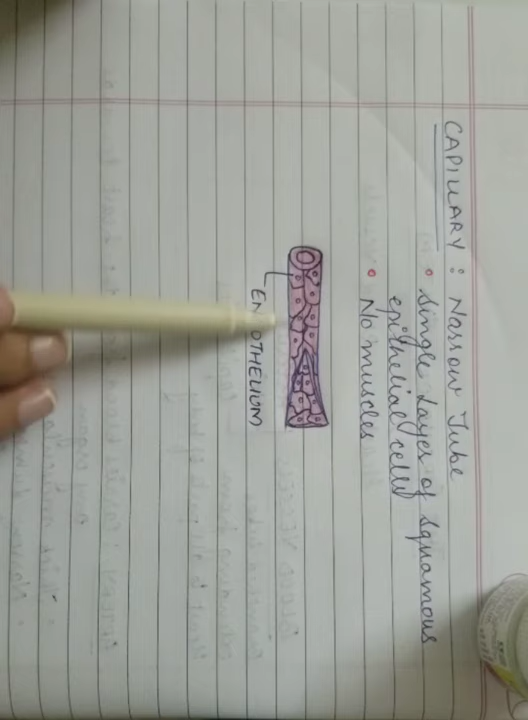 CAPILLARY : Narrow Tube
• Single Layer of Squamous
epithelial cells
• No muscles
ENDOTHELIUM